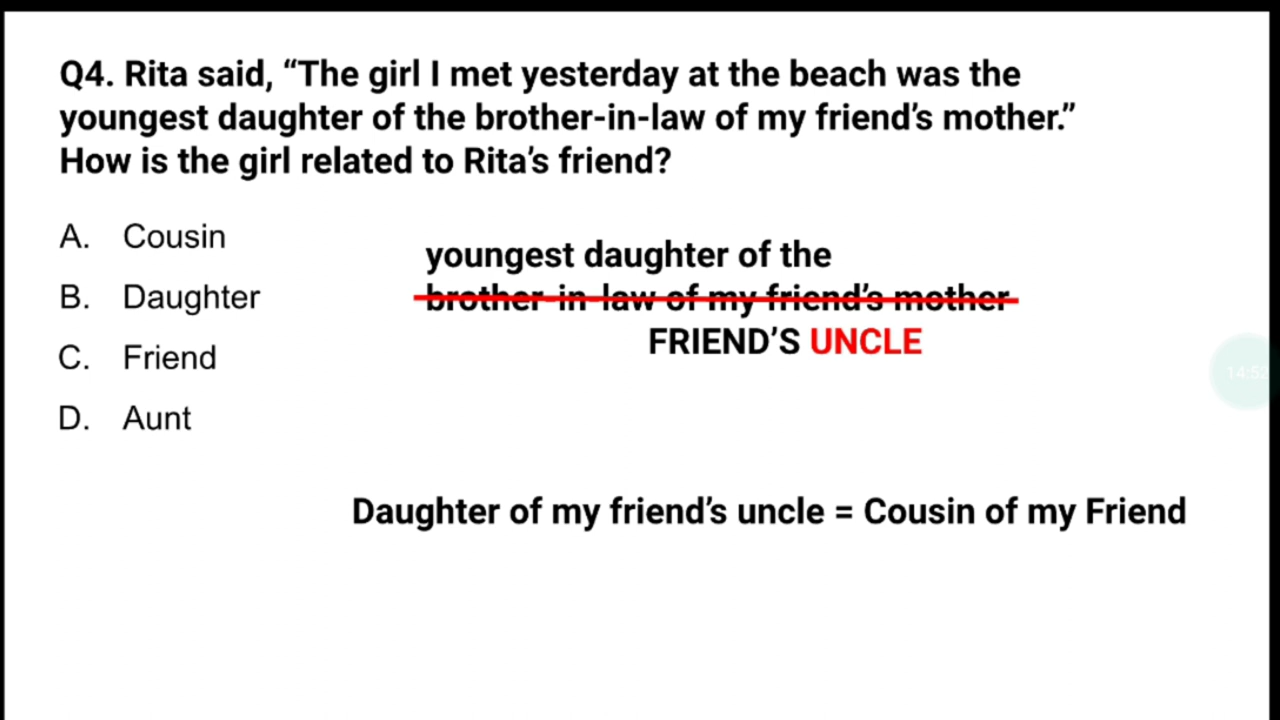 Q4. Rita said, “The girl I met yesterday at the beach was the
youngest daughter of the brother-in-law of my friend’s mother.”
How is the girl related to Rita’s friend?
A. Cousin
B. Daughter
C. Friend
D. Aunt
youngest daughter of the
brother-in-law of my friend’s mother
FRIEND’S UNCLE
14:52
Daughter of my friend’s uncle = Cousin of my Friend